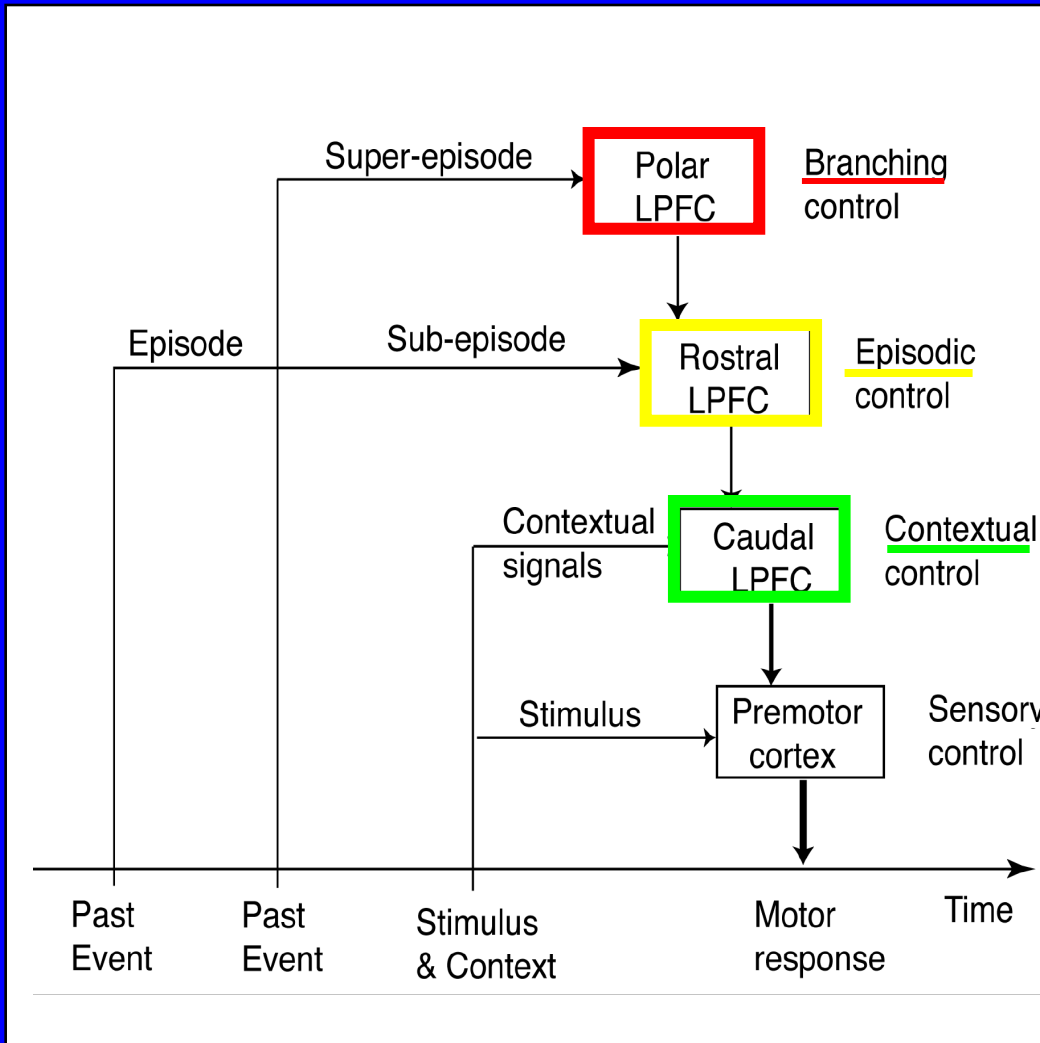 Super-episode
Polar
LPFC
Branching
control
Episode
Sub-episode
Rostral
LPFC
Episodic
control
Contextual
signals
Caudal
LPFC
Contextual
control
Stimulus
Premotor
cortex
Sensory
control
Past
Event
Past
Event
Stimulus
& Context
Motor
response
Time